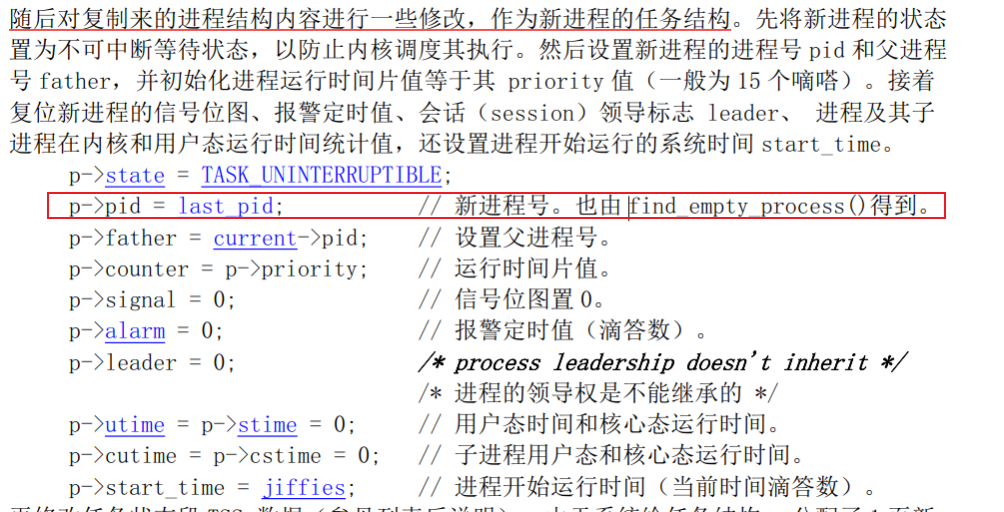 随后对复制来的进程结构内容进行一些修改，作为新进程的任务结构。先将新进程的状态
置为不可中断等待状态，以防止内核调度其执行。然后设置新进程的进程号 pid 和父进程
号 father，并初始化进程运行时间片值等于其 priority 值（一般为 15 个嘀嗒）。接着
复位新进程的信号位图、报警定时值、会话（session）领导标志 leader、 进程及其子
进程在内核和用户态运行时间统计值，还设置进程开始运行的系统时间 start_time。
p->state = TASK_UNINTERRUPTIBLE;
p->pid = last_pid; // 新进程号。也由 find_empty_process()得到。
p->father = current->pid; // 设置父进程号。
p->counter = p->priority; // 运行时间片值。
p->signal = 0; // 信号位图置 0。
p->alarm = 0; // 报警定时值（滴答数）。
p->leader = 0; /* process leadership doesn't inherit */
/* 进程的领导权是不能继承的 */
p->utime = p->stime = 0; // 用户态时间和核心态运行时间。
p->cutime = p->cstime = 0; // 子进程用户态和核心态运行时间。
p->start_time = jiffies; // 进程开始运行时间（当前时间滴答数）。